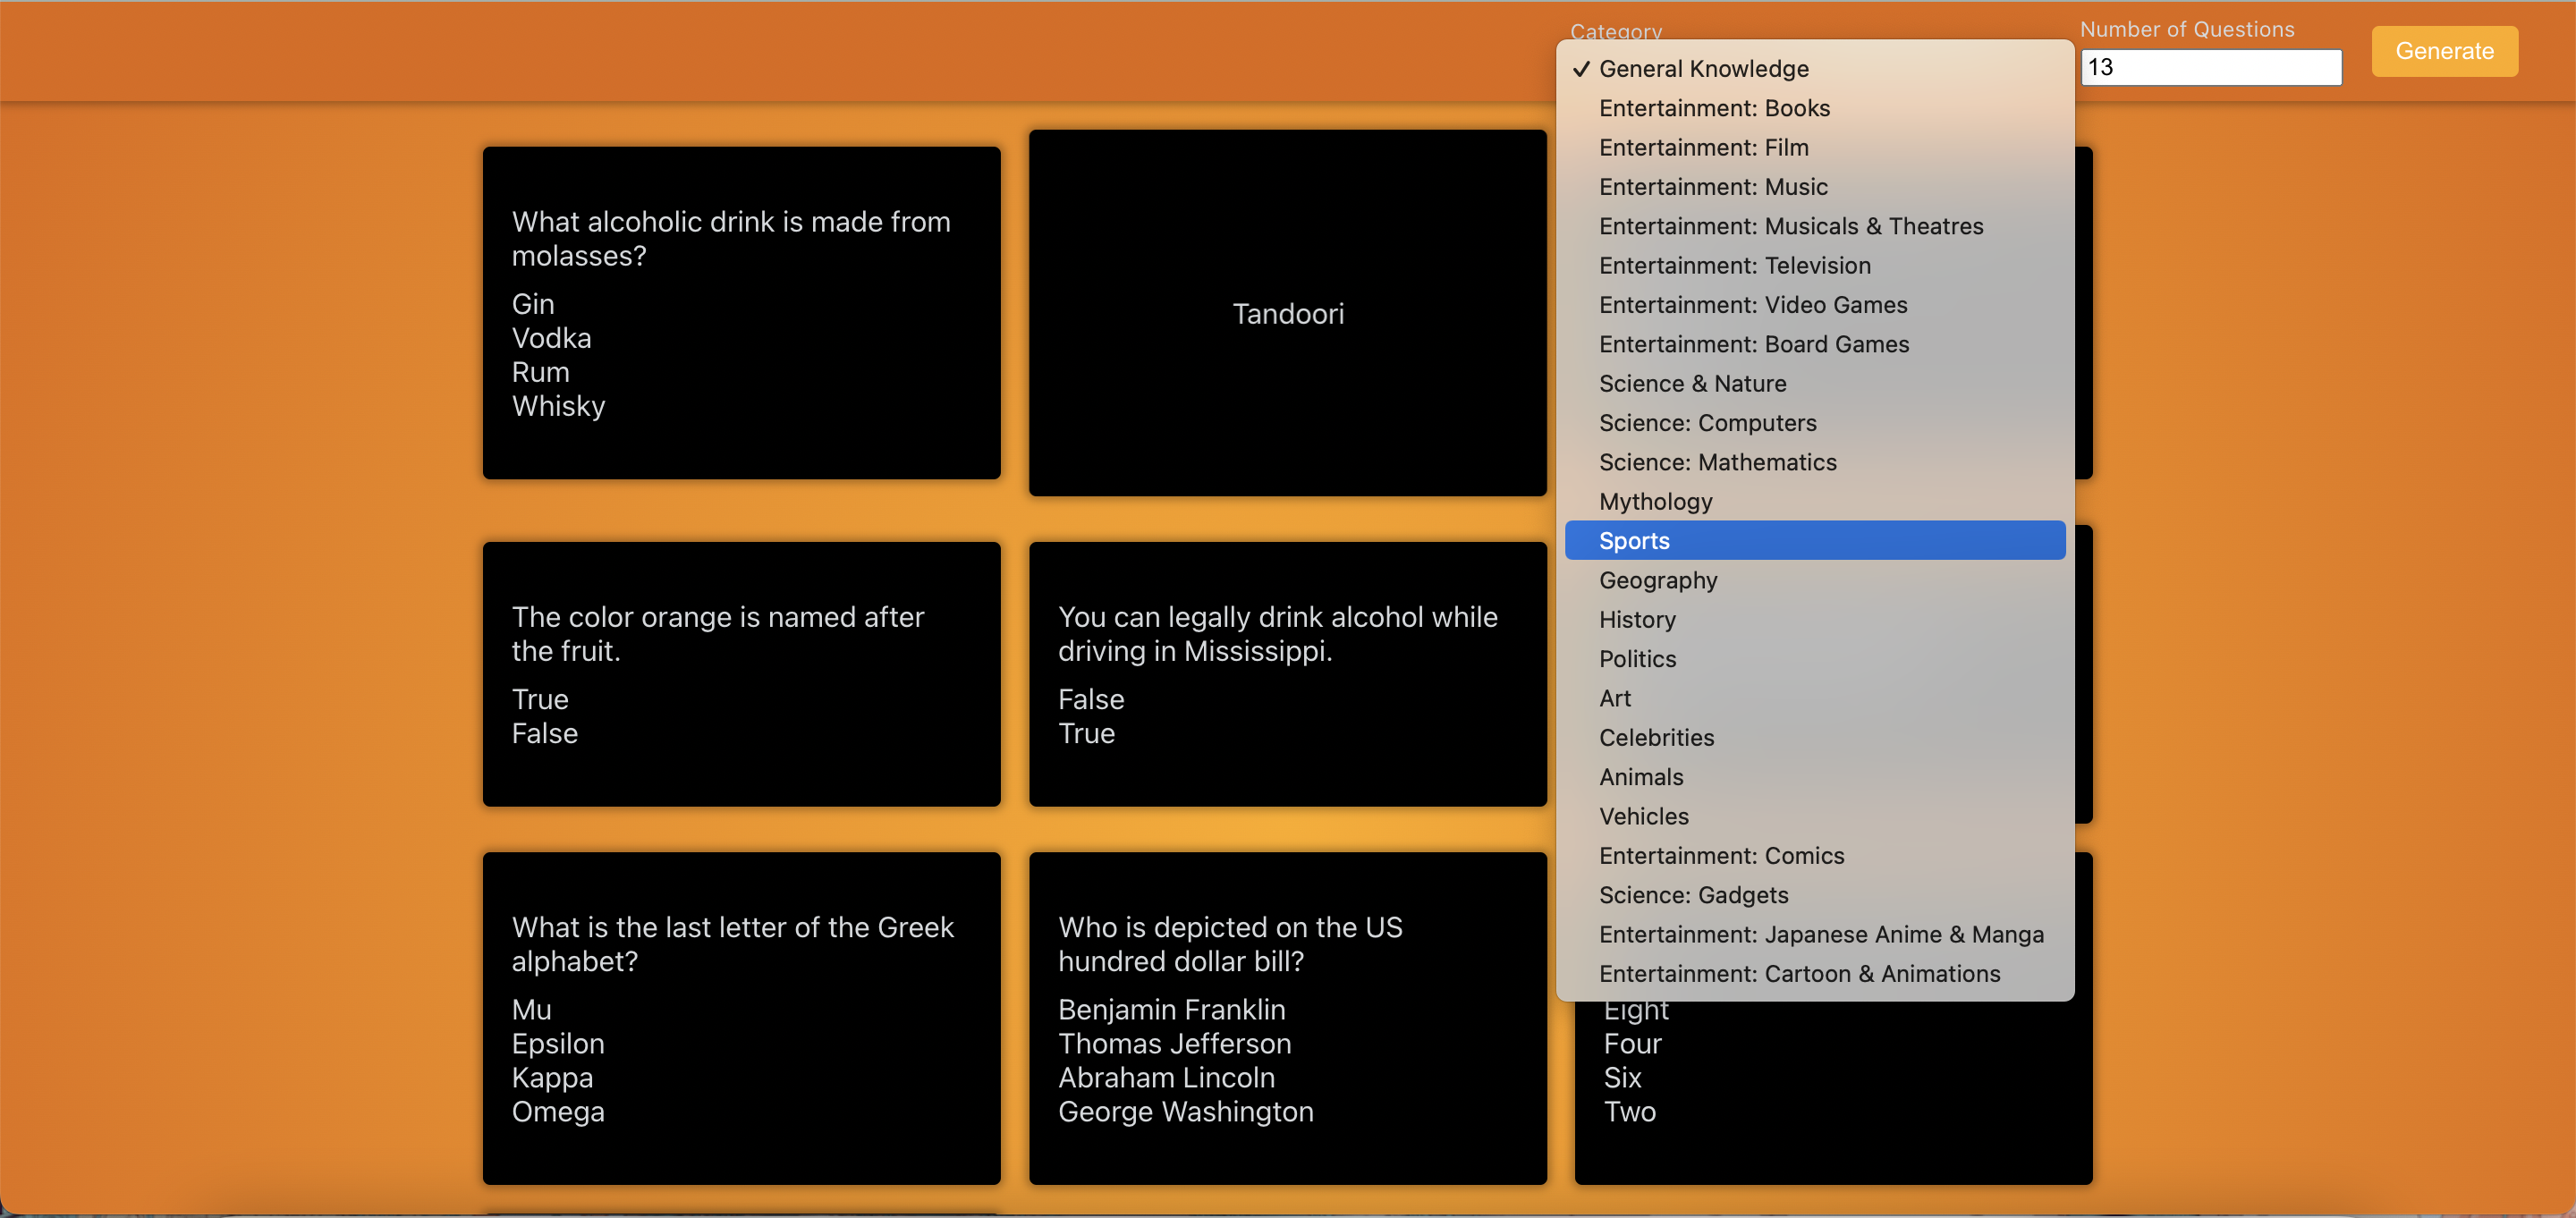 Category
Number of Questions
13
Generate
✓ General Knowledge
Entertainment: Books
Entertainment: Film
Entertainment: Music
Entertainment: Musicals & Theatres
Entertainment: Television
Entertainment: Video Games
Entertainment: Board Games
Science & Nature
Science: Computers
Science: Mathematics
Mythology
Sports
Geography
History
Politics
Art
Celebrities
Animals
Vehicles
Entertainment: Comics
Science: Gadgets
Entertainment: Japanese Anime & Manga
Entertainment: Cartoon & Animations
What alcoholic drink is made from
molasses?
Gin
Vodka
Rum
Whisky
Tandoori
The color orange is named after
the fruit.
True
False
You can legally drink alcohol while
driving in Mississippi.
False
True
What is the last letter of the Greek
alphabet?
Mu
Epsilon
Kappa
Omega
Who is depicted on the US
hundred dollar bill?
Benjamin Franklin
Thomas Jefferson
Abraham Lincoln
George Washington
Eight
Four
Six
Two